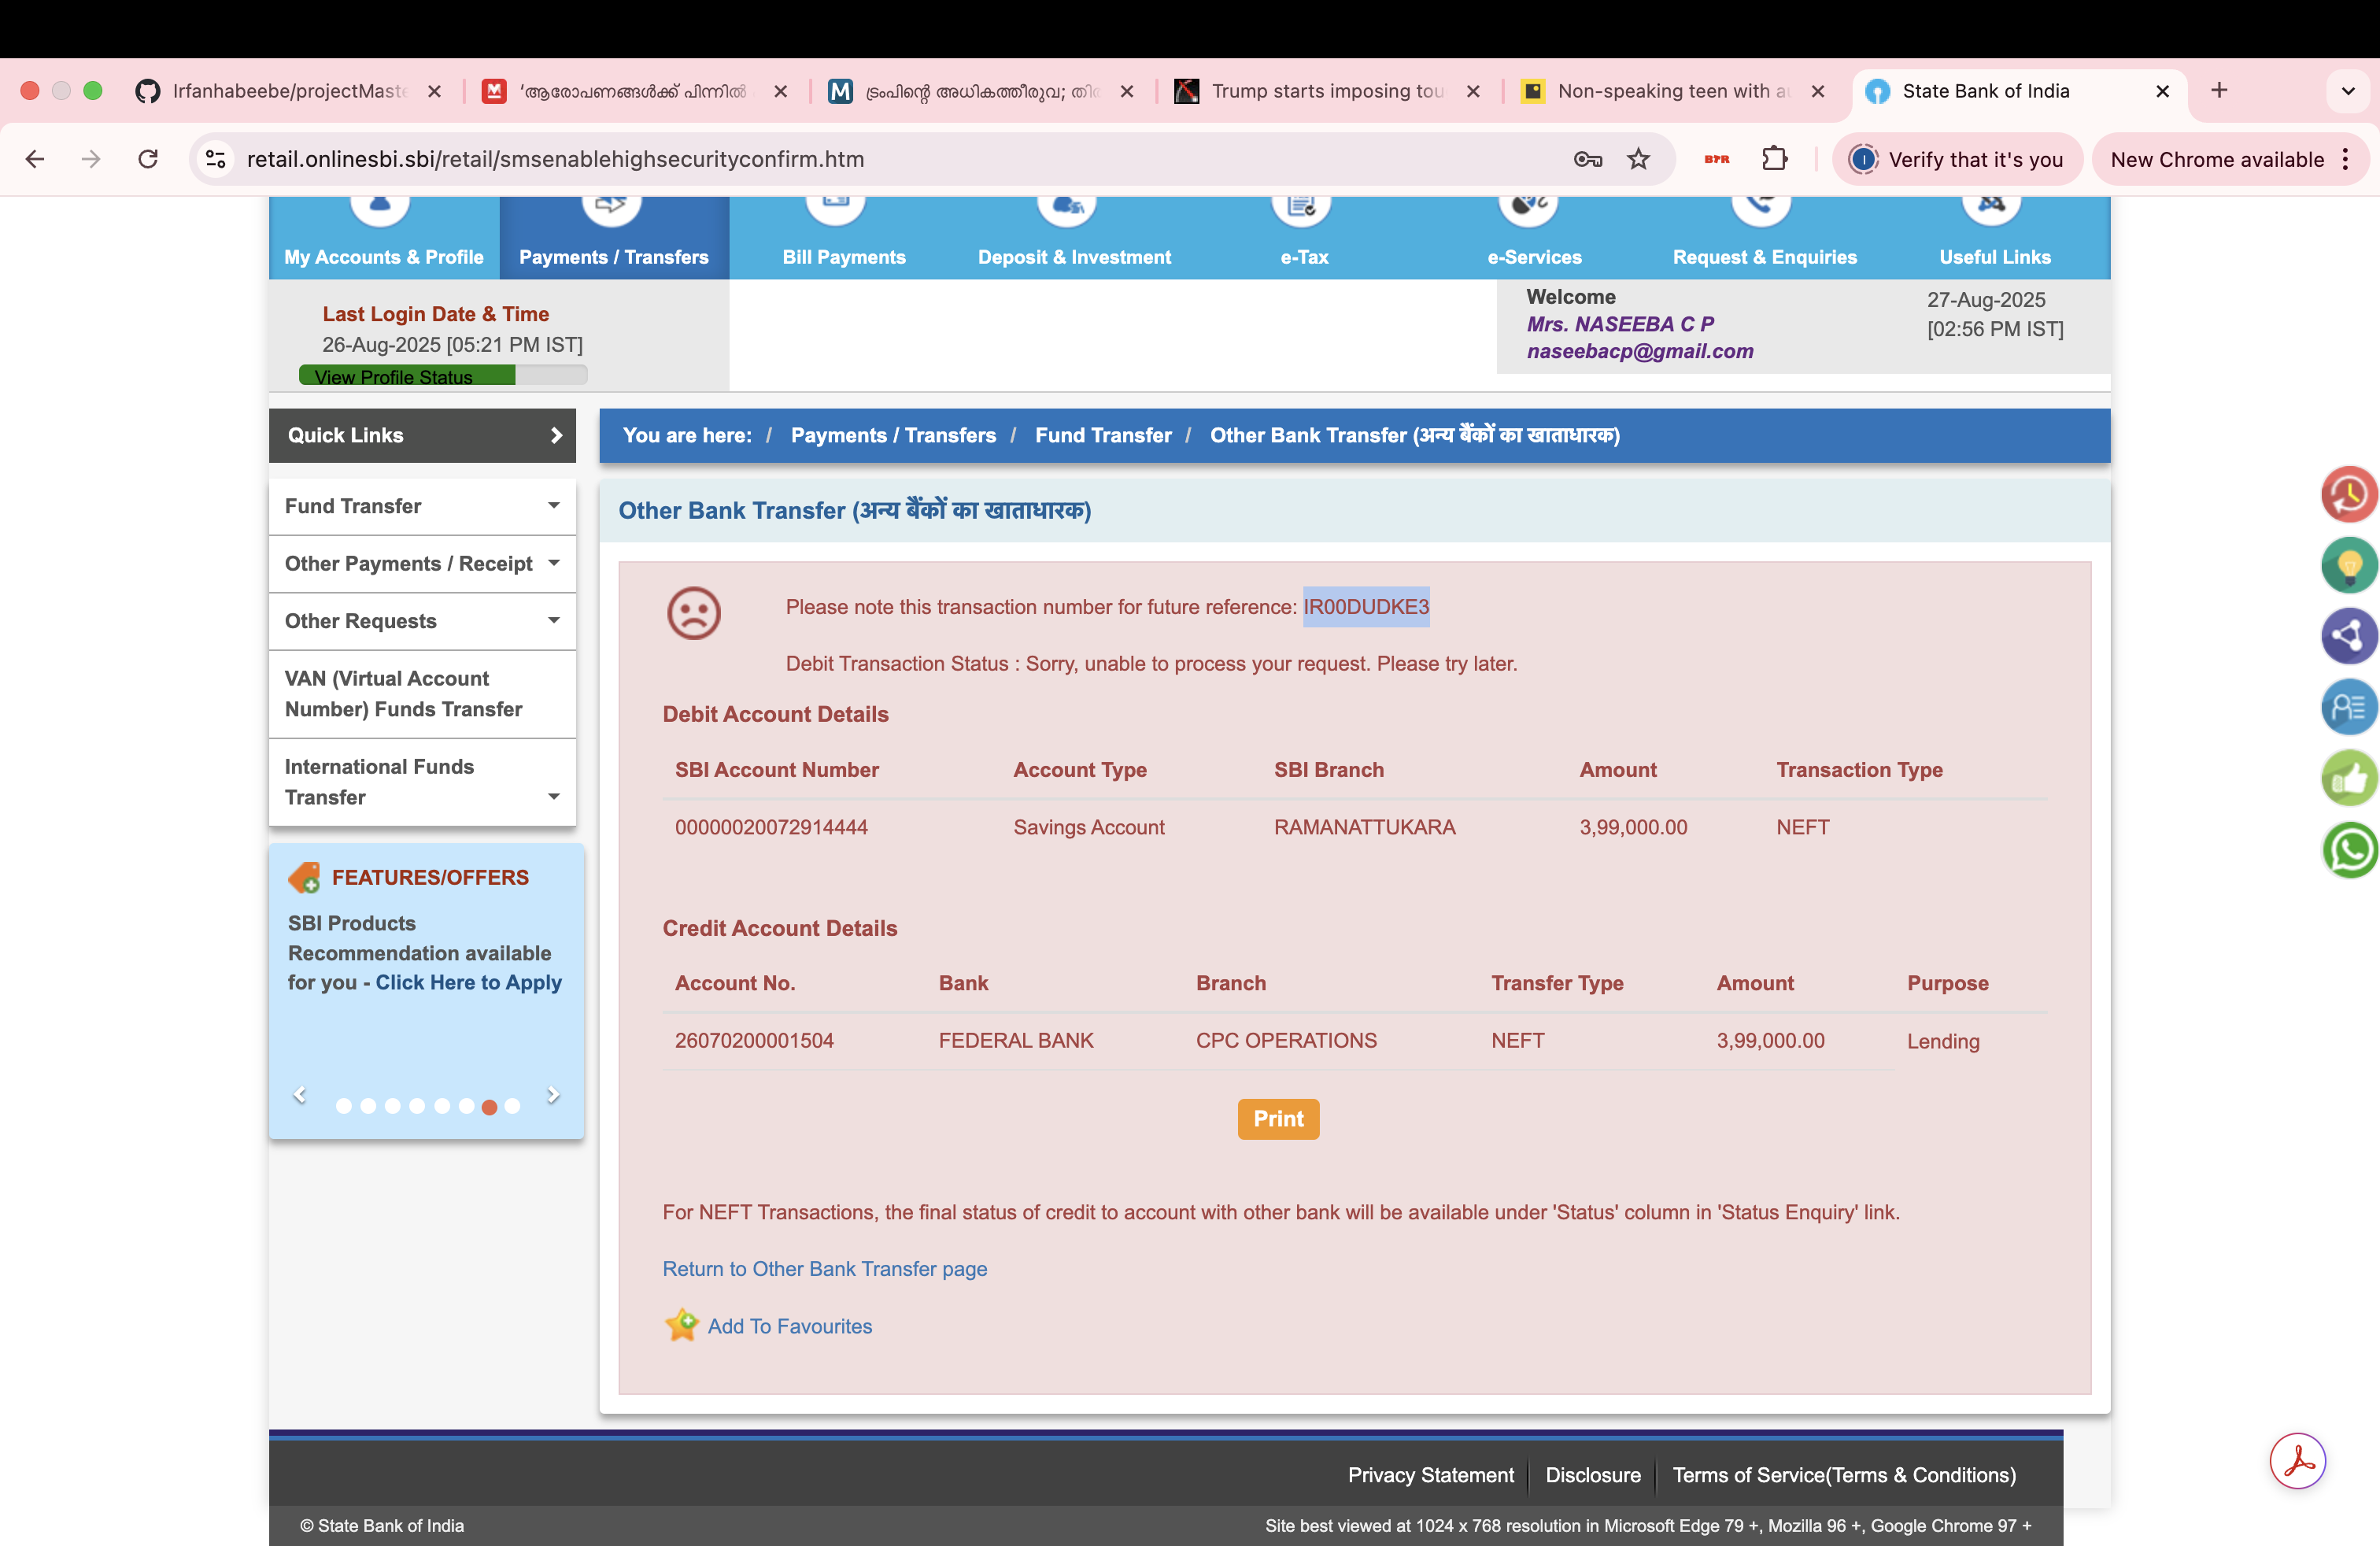 Irfanhabeebe/projectMaste
'ആരോപണങ്ങൾക്ക് പിന്നിൽ
ട്രംപിന്റെ അധികത്തീരുവ; തി
Trump starts imposing tou
Non-speaking teen with au
State Bank of India
retail.onlinesbi.sbi/retail/smsenablehighsecurityconfirm.htm
BTR
Verify that it's you
New Chrome available
My Accounts & Profile
Payments / Transfers
Bill Payments
Deposit & Investment
e-Tax
e-Services
Request & Enquiries
Useful Links
Last Login Date & Time
26-Aug-2025 [05:21 PM IST]
View Profile Status
Welcome
Mrs. NASEEBA C P
naseebacp@gmail.com
27-Aug-2025
[02:56 PM IST]
Quick Links
Fund Transfer
Other Payments / Receipt
Other Requests
VAN (Virtual Account
Number) Funds Transfer
International Funds
Transfer
FEATURES/OFFERS
SBI Products
Recommendation available
for you - Click Here to Apply
You are here: / Payments / Transfers / Fund Transfer / Other Bank Transfer (अन्य बैंकों का खाताधारक)
Other Bank Transfer (अन्य बैंकों का खाताधारक)
Please note this transaction number for future reference: IR00DUDKE3
Debit Transaction Status : Sorry, unable to process your request. Please try later.
Debit Account Details
SBI Account Number Account Type SBI Branch Amount Transaction Type
00000020072914444 Savings Account RAMANATTUKARA 3,99,000.00 NEFT
Credit Account Details
Account No. Bank Branch Transfer Type Amount Purpose
26070200001504 FEDERAL BANK CPC OPERATIONS NEFT 3,99,000.00 Lending
Print
For NEFT Transactions, the final status of credit to account with other bank will be available under 'Status' column in 'Status Enquiry' link.
Return to Other Bank Transfer page
Add To Favourites
Privacy Statement Disclosure Terms of Service(Terms & Conditions)
© State Bank of India
Site best viewed at 1024 x 768 resolution in Microsoft Edge 79 +, Mozilla 96 +, Google Chrome 97 +